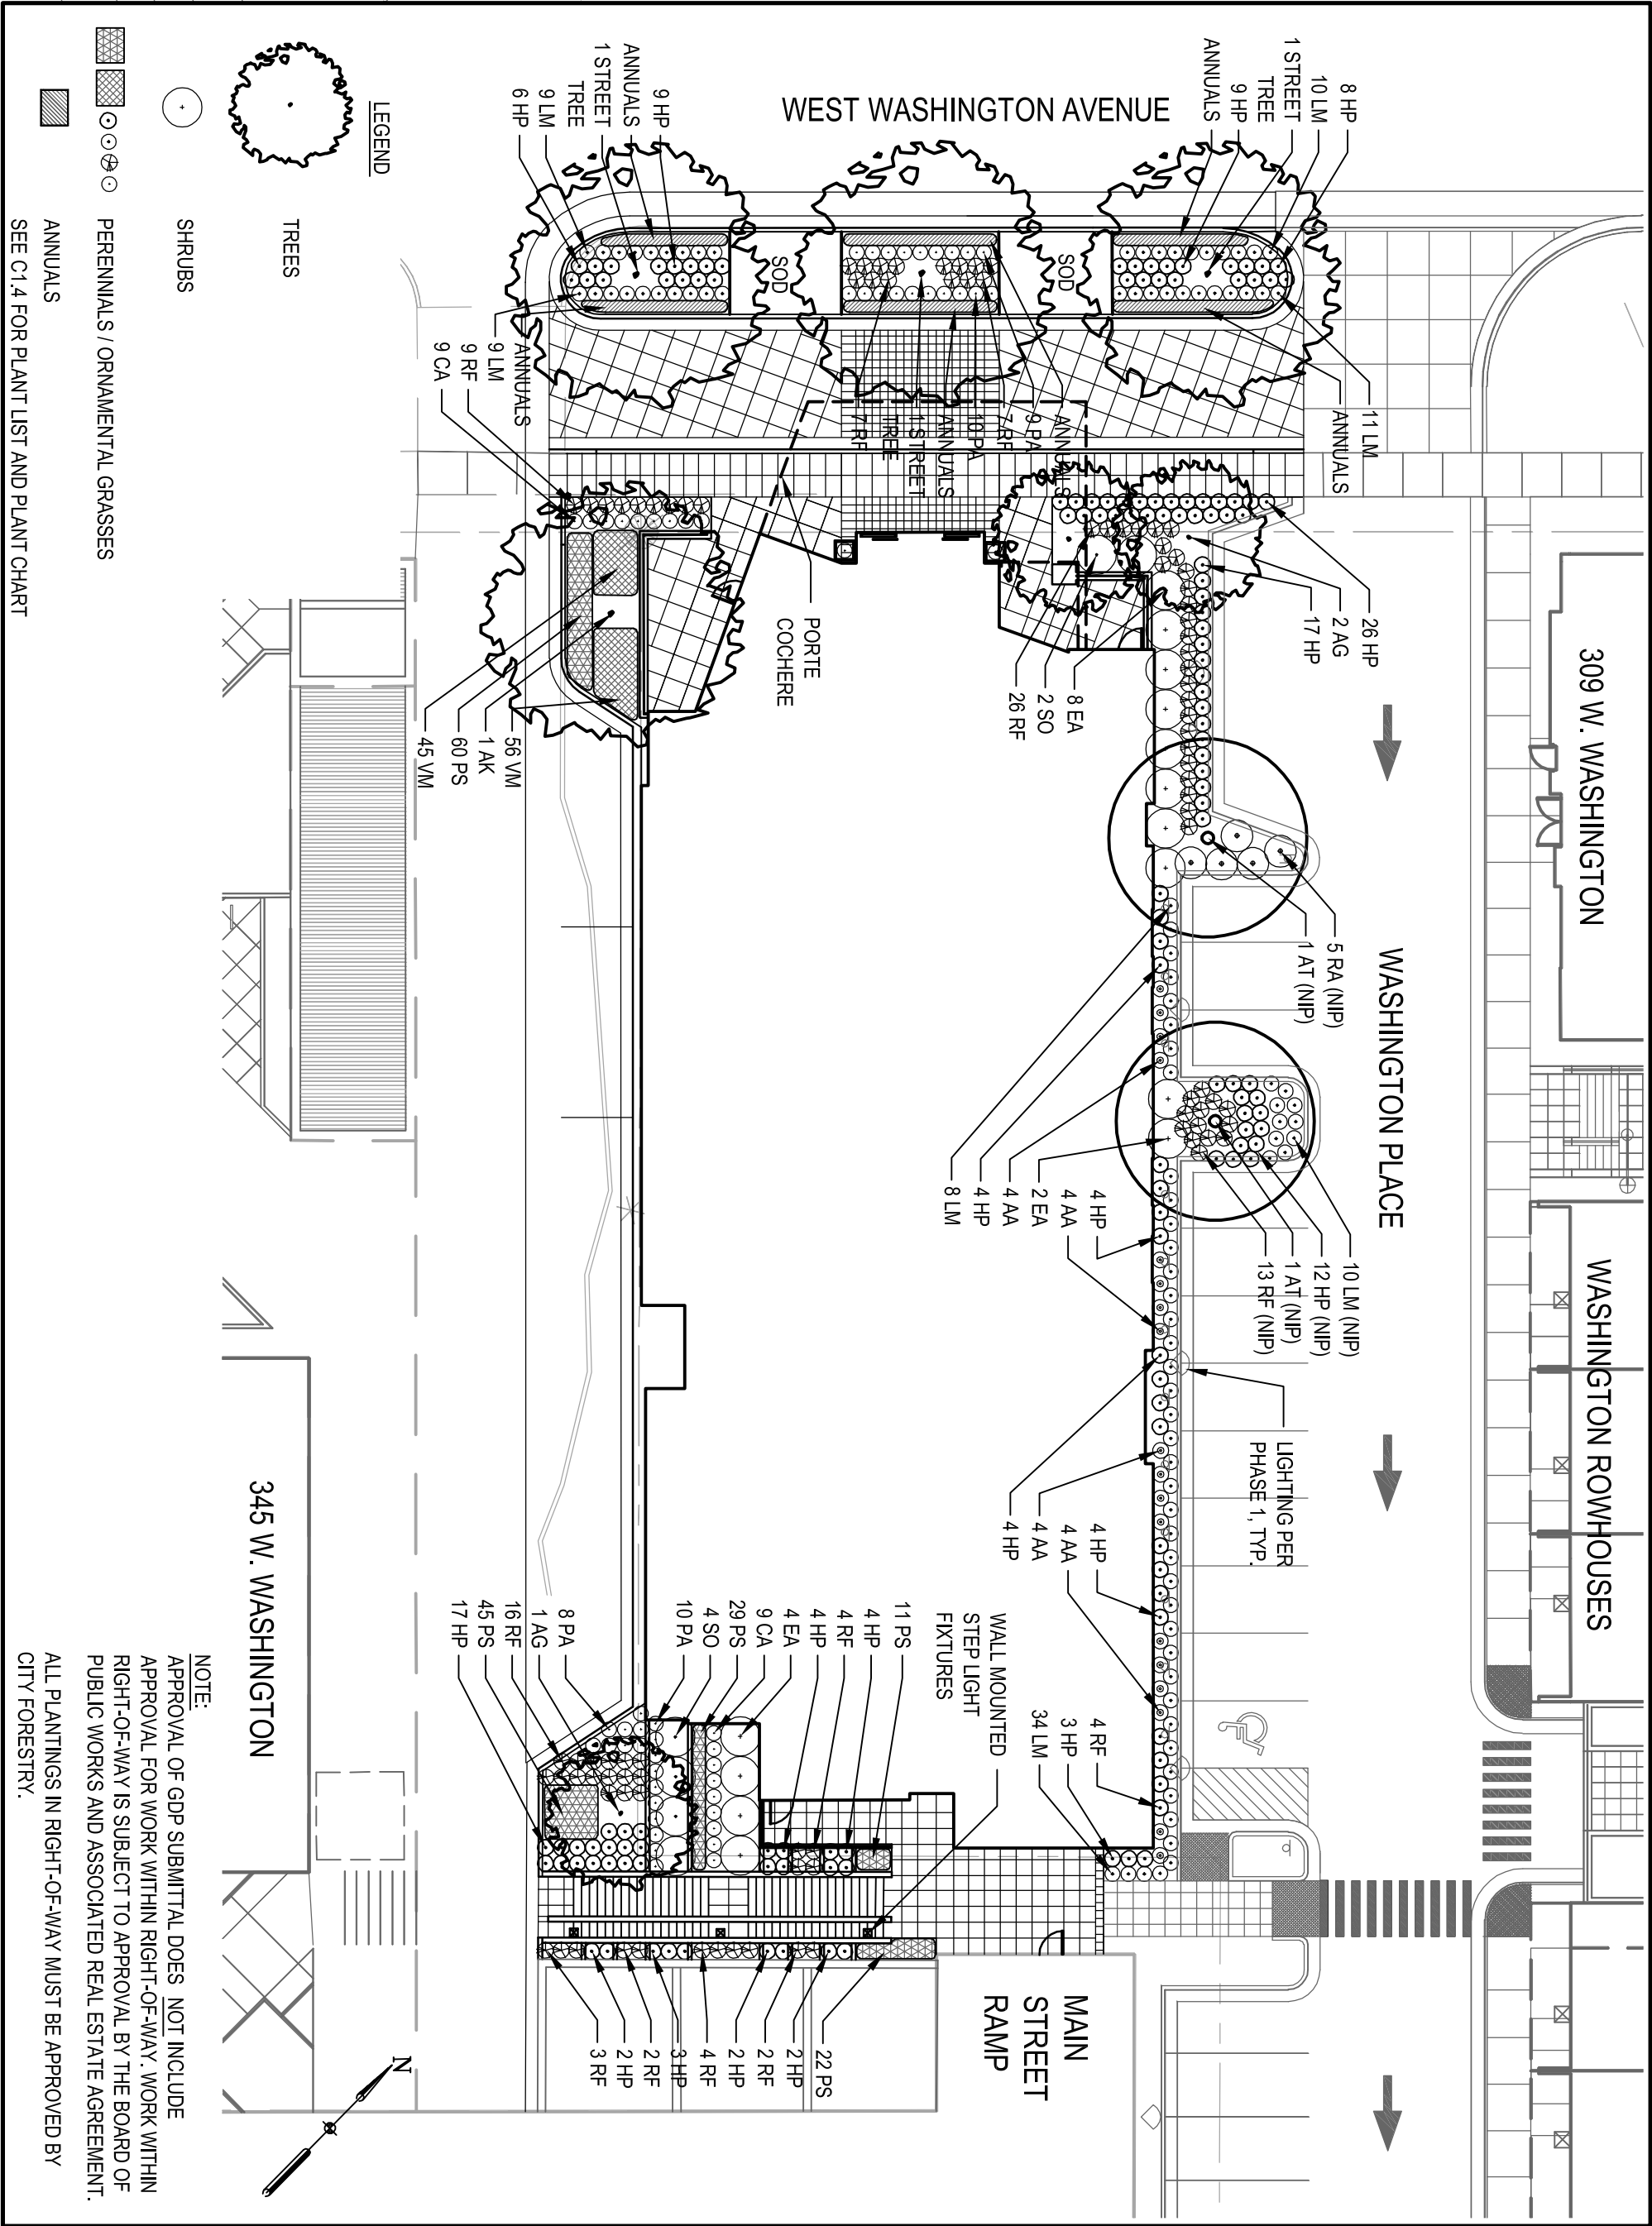 WEST WASHINGTON AVENUE
8 HP
10 LM
1 STREET
TREE
9 HP
ANNUALS
9 HP
ANNUALS
1 STREET
TREE
9 LM
6 HP
SOD
SOD
11 LM
ANNUALS
ANNUALS
9 PA
7 RF
10 PA
ANNUALS
1 STREET
TREE
7 RF
ANNUALS
9 LM
9 RF
9 CA
26 HP
2 AG
17 HP
8 EA
2 SO
26 RF
PORTE
COCHERE
56 VM
1 AK
60 PS
45 VM
309 W. WASHINGTON
WASHINGTON PLACE
WASHINGTON ROWHOUSES
5 RA (NIP)
1 AT (NIP)
10 LM (NIP)
12 HP (NIP)
1 AT (NIP)
13 RF (NIP)
4 HP
4 AA
2 EA
4 AA
4 HP
8 LM
LIGHTING PER
PHASE 1, TYP.
4 HP
4 AA
4 AA
4 HP
4 RF
3 HP
34 LM
WALL MOUNTED
STEP LIGHT
FIXTURES
11 PS
4 HP
4 RF
4 HP
4 EA
9 CA
29 PS
4 SO
10 PA
8 PA
1 AG
16 RF
45 PS
17 HP
MAIN
STREET
RAMP
22 PS
2 HP
2 RF
2 HP
4 RF
3 HP
2 RF
2 HP
3 RF
345 W. WASHINGTON
LEGEND
TREES
SHRUBS
PERENNIALS / ORNAMENTAL GRASSES
ANNUALS
SEE C1.4 FOR PLANT LIST AND PLANT CHART
NOTE:
APPROVAL OF GDP SUBMITTAL DOES NOT INCLUDE
APPROVAL FOR WORK WITHIN RIGHT-OF-WAY. WORK WITHIN
RIGHT-OF-WAY IS SUBJECT TO APPROVAL BY THE BOARD OF
PUBLIC WORKS AND ASSOCIATED REAL ESTATE AGREEMENT.
ALL PLANTINGS IN RIGHT-OF-WAY MUST BE APPROVED BY
CITY FORESTRY.
N